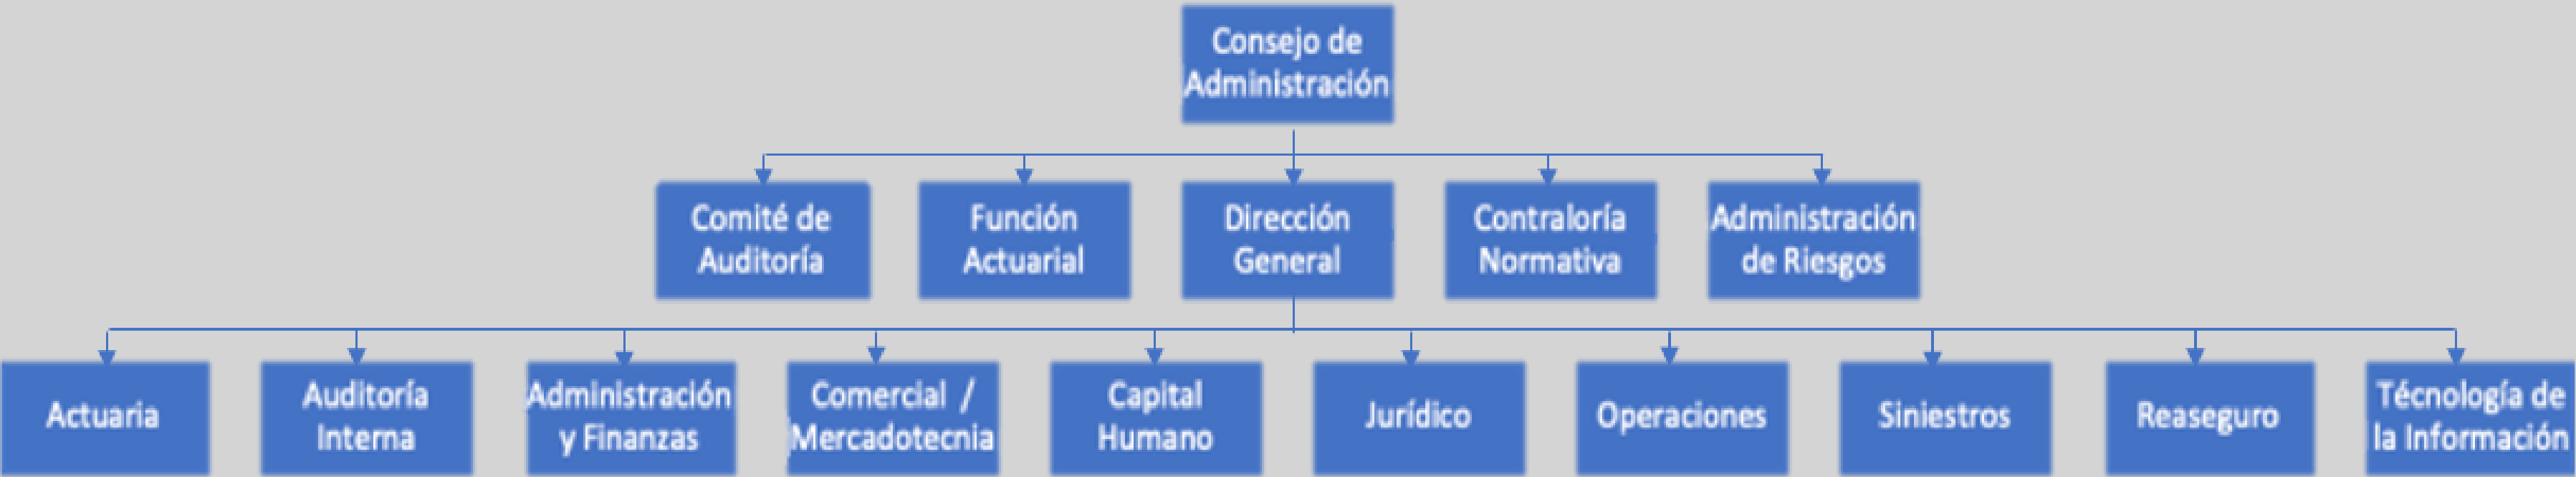 Consejo de
Administración
Comité de
Auditoría
Función
Actuarial
Dirección
General
Contraloría
Normativa
Administración
de Riesgos
Actuaria
Auditoría
Interna
Administración
y Finanzas
Comercial /
Mercadotecnia
Capital
Humano
Jurídico
Operaciones
Siniestros
Reaseguro
Técnología de
la Información